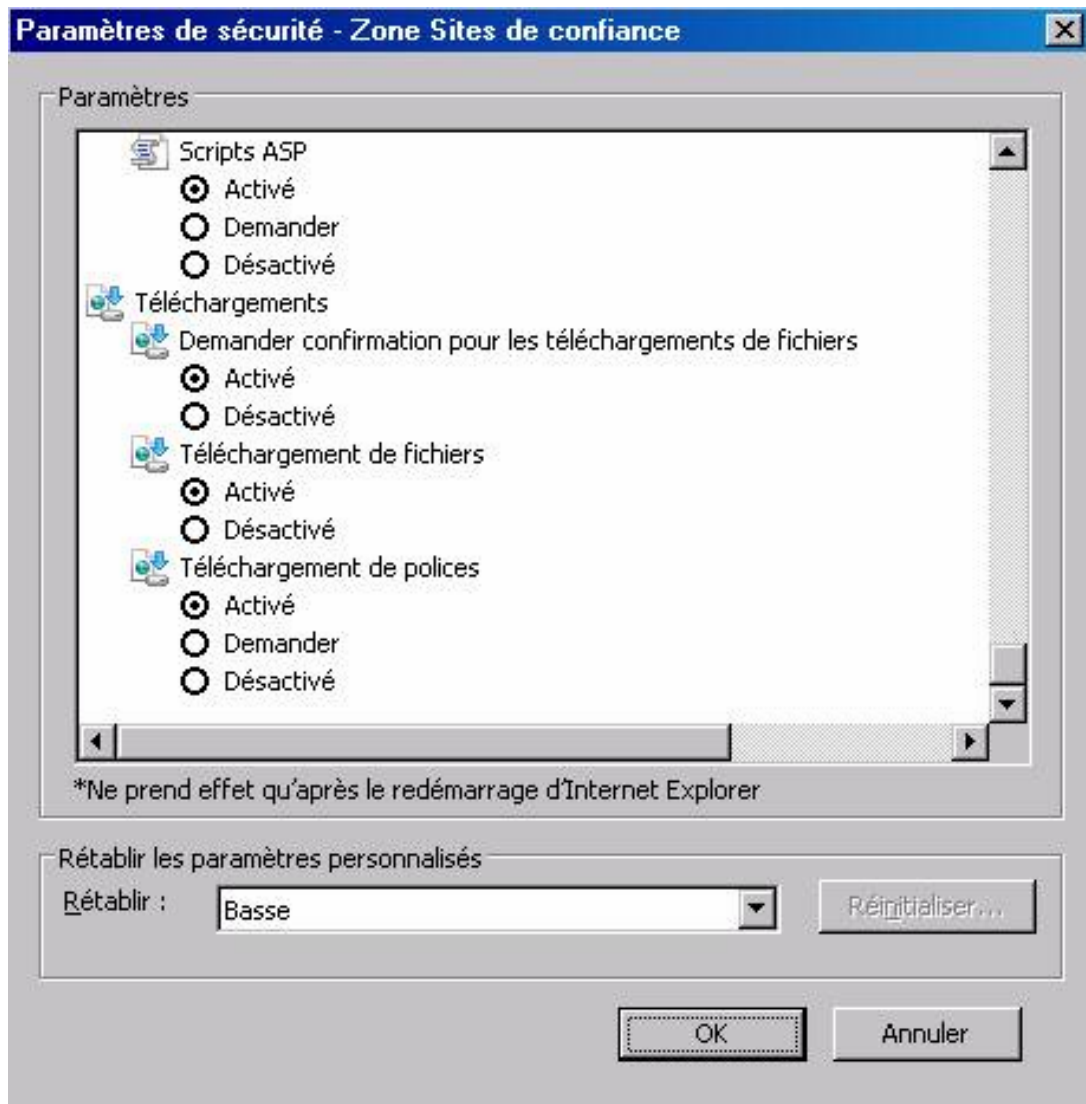 Paramètres de sécurité - Zone Sites de confiance
Paramètres
Scripts ASP
Activé
Demander
Désactivé
Téléchargements
Demander confirmation pour les téléchargements de fichiers
Activé
Désactivé
Téléchargement de fichiers
Activé
Désactivé
Téléchargement de polices
Activé
Demander
Désactivé
*Ne prend effet qu'après le redémarrage d'Internet Explorer
Rétablir les paramètres personnalisés
Rétablir :
Basse
Réinitialiser...
OK
Annuler